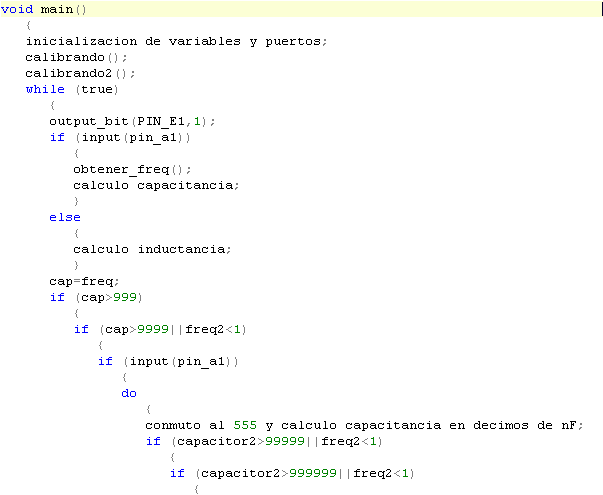 void main()
{
inicializacion de variables y puertos;
calibrando();
calibrando2();
while (true)
{
output_bit(PIN_E1,1);
if (input(pin_a1))
{
obtener_freq();
calculo capacitancia;
}
else
{
calculo inductancia;
}
cap=freq;
if (cap>999)
{
if (cap>9999||freq2<1)
{
if (input(pin_a1))
{
do
{
conmuto al 555 y calculo capacitancia en decimos de nF;
if (capacitor2>99999||freq2<1)
{
if (capacitor2>999999||freq2<1)
{